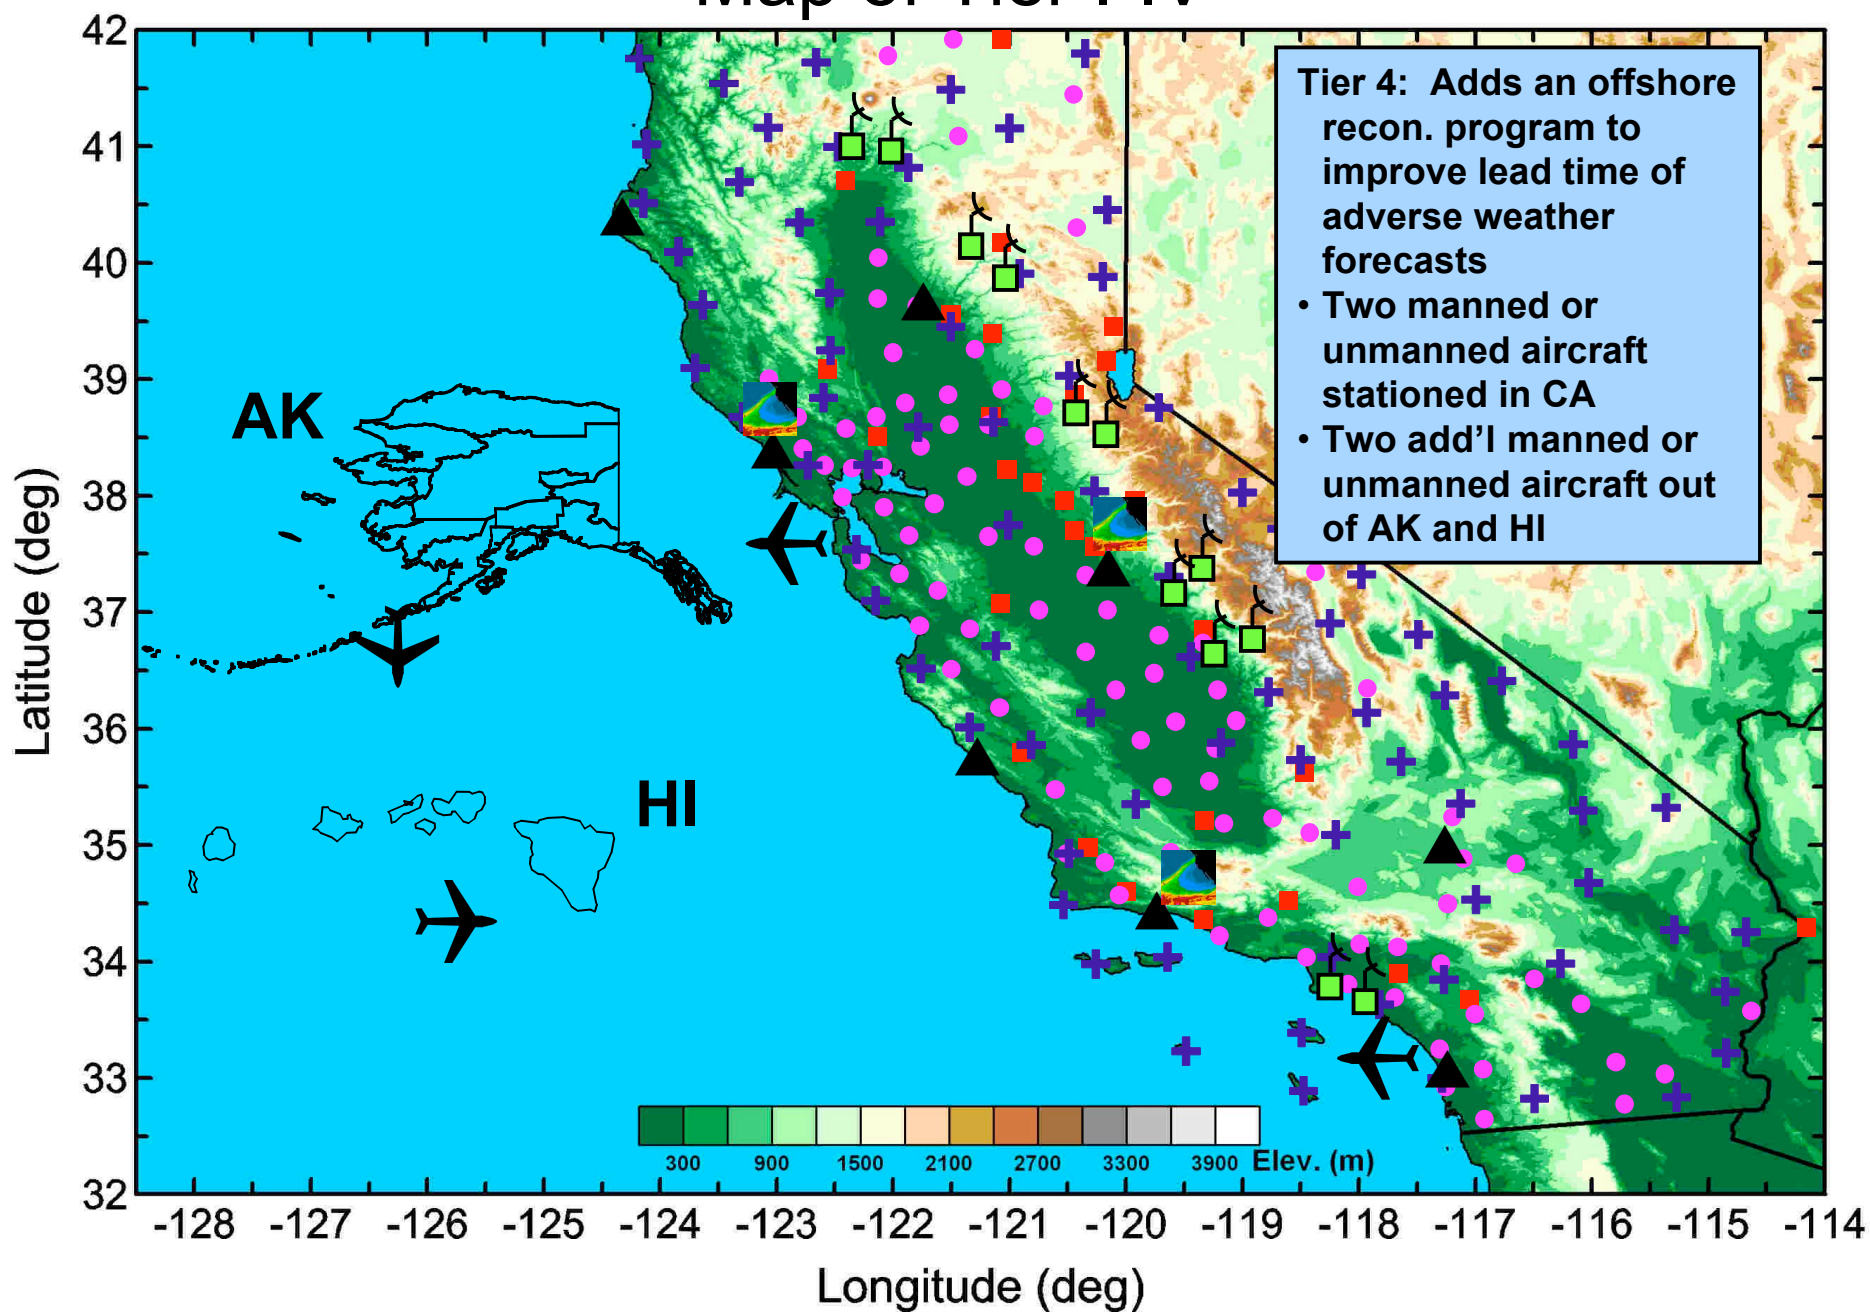 42
41
40
39
38
37
36
35
34
33
32
Latitude (deg)
Tier 4: Adds an offshore
recon. program to
improve lead time of
adverse weather
forecasts
• Two manned or
unmanned aircraft
stationed in CA
• Two add’l manned or
unmanned aircraft out
of AK and HI
AK
HI
300 900 1500 2100 2700 3300 3900 Elev. (m)
-128 -127 -126 -125 -124 -123 -122 -121 -120 -119 -118 -117 -116 -115 -114
Longitude (deg)